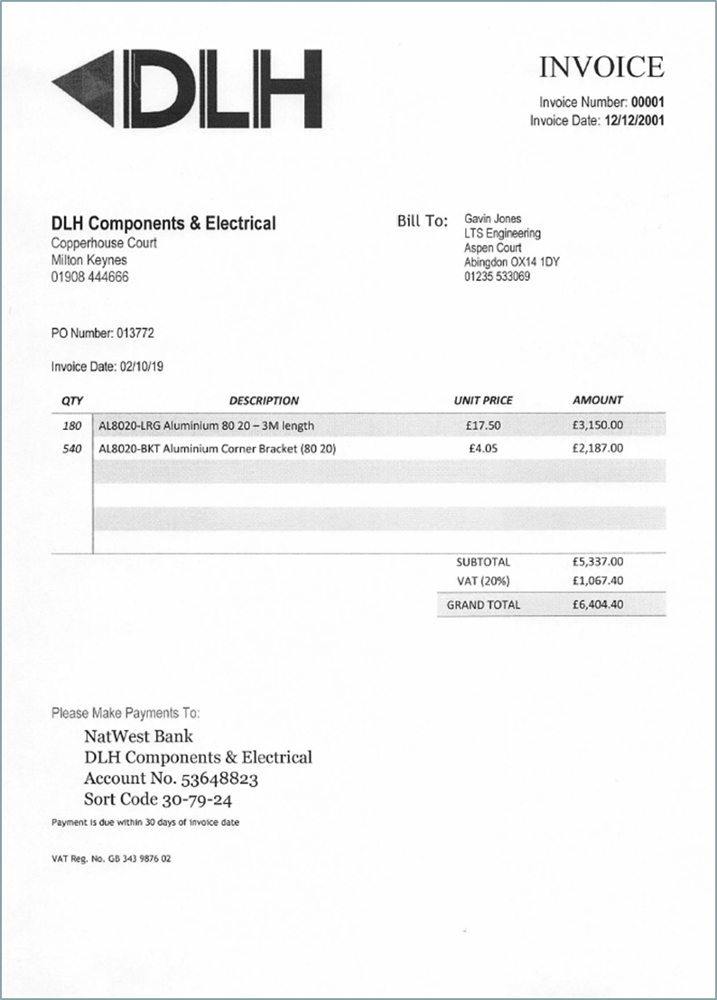 DLH
INVOICE
Invoice Number: 00001
Invoice Date: 12/12/2001
DLH Components & Electrical
Copperhouse Court
Milton Keynes
01908 444666
Bill To:
Gavin Jones
LTS Engineering
Aspen Court
Abingdon OX14 1DY
01235 533069
PO Number: 013772
Invoice Date: 02/10/19
QTY DESCRIPTION UNIT PRICE AMOUNT
180 AL8020-LRG Aluminium 80 20 – 3M length £17.50 £3,150.00
540 AL8020-BKT Aluminium Corner Bracket (80 20) £4.05 £2,187.00
SUBTOTAL £5,337.00
VAT (20%) £1,067.40
GRAND TOTAL £6,404.40
Please Make Payments To:
NatWest Bank
DLH Components & Electrical
Account No. 53648823
Sort Code 30-79-24
Payment is due within 30 days of invoice date
VAT Reg. No. GB 343 9876 02